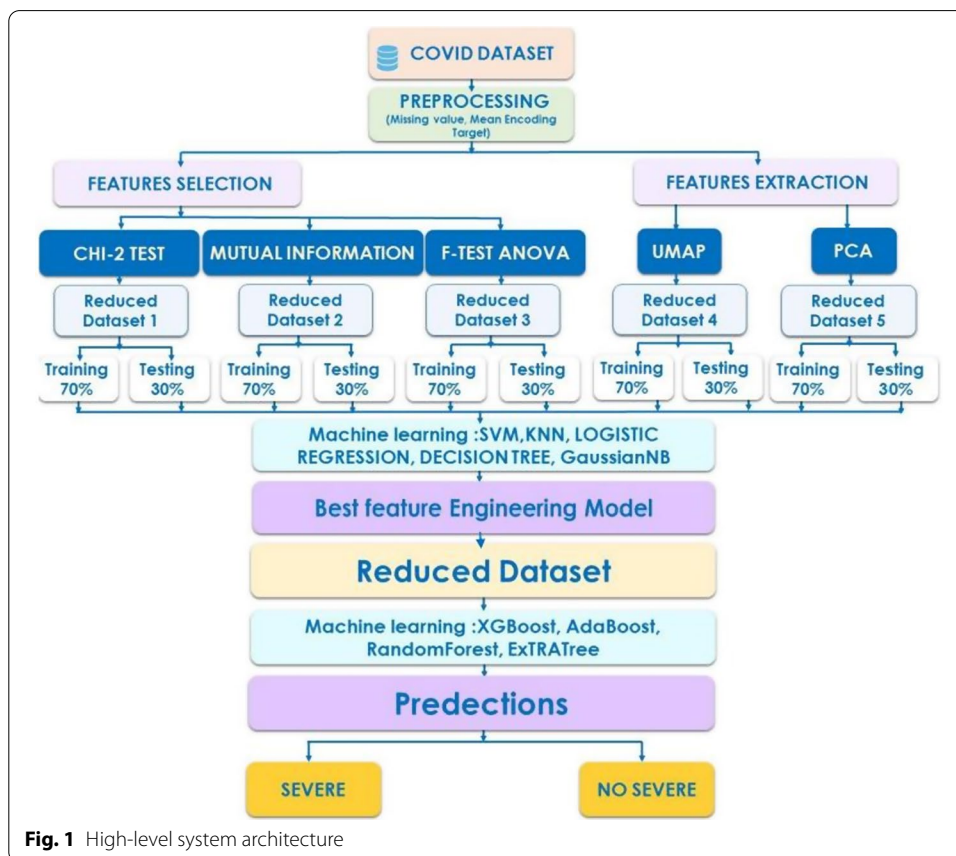 COVID DATASET
PREPROCESSING
(Missing value, Mean Encoding
Target)
FEATURES SELECTION
FEATURES EXTRACTION
CHI-2 TEST
MUTUAL INFORMATION
F-TEST ANOVA
UMAP
PCA
Reduced
Dataset 1
Reduced
Dataset 2
Reduced
Dataset 3
Reduced
Dataset 4
Reduced
Dataset 5
Training
70%
Testing
30%
Training
70%
Testing
30%
Training
70%
Testing
30%
Training
70%
Testing
30%
Training
70%
Testing
30%
Machine learning :SVM,KNN, LOGISTIC
REGRESSION, DECISION TREE, GaussianNB
Best feature Engineering Model
Reduced Dataset
Machine learning :XGBoost, AdaBoost,
RandomForest, ExTRATree
Predections
SEVERE
NO SEVERE
Fig. 1 High-level system architecture